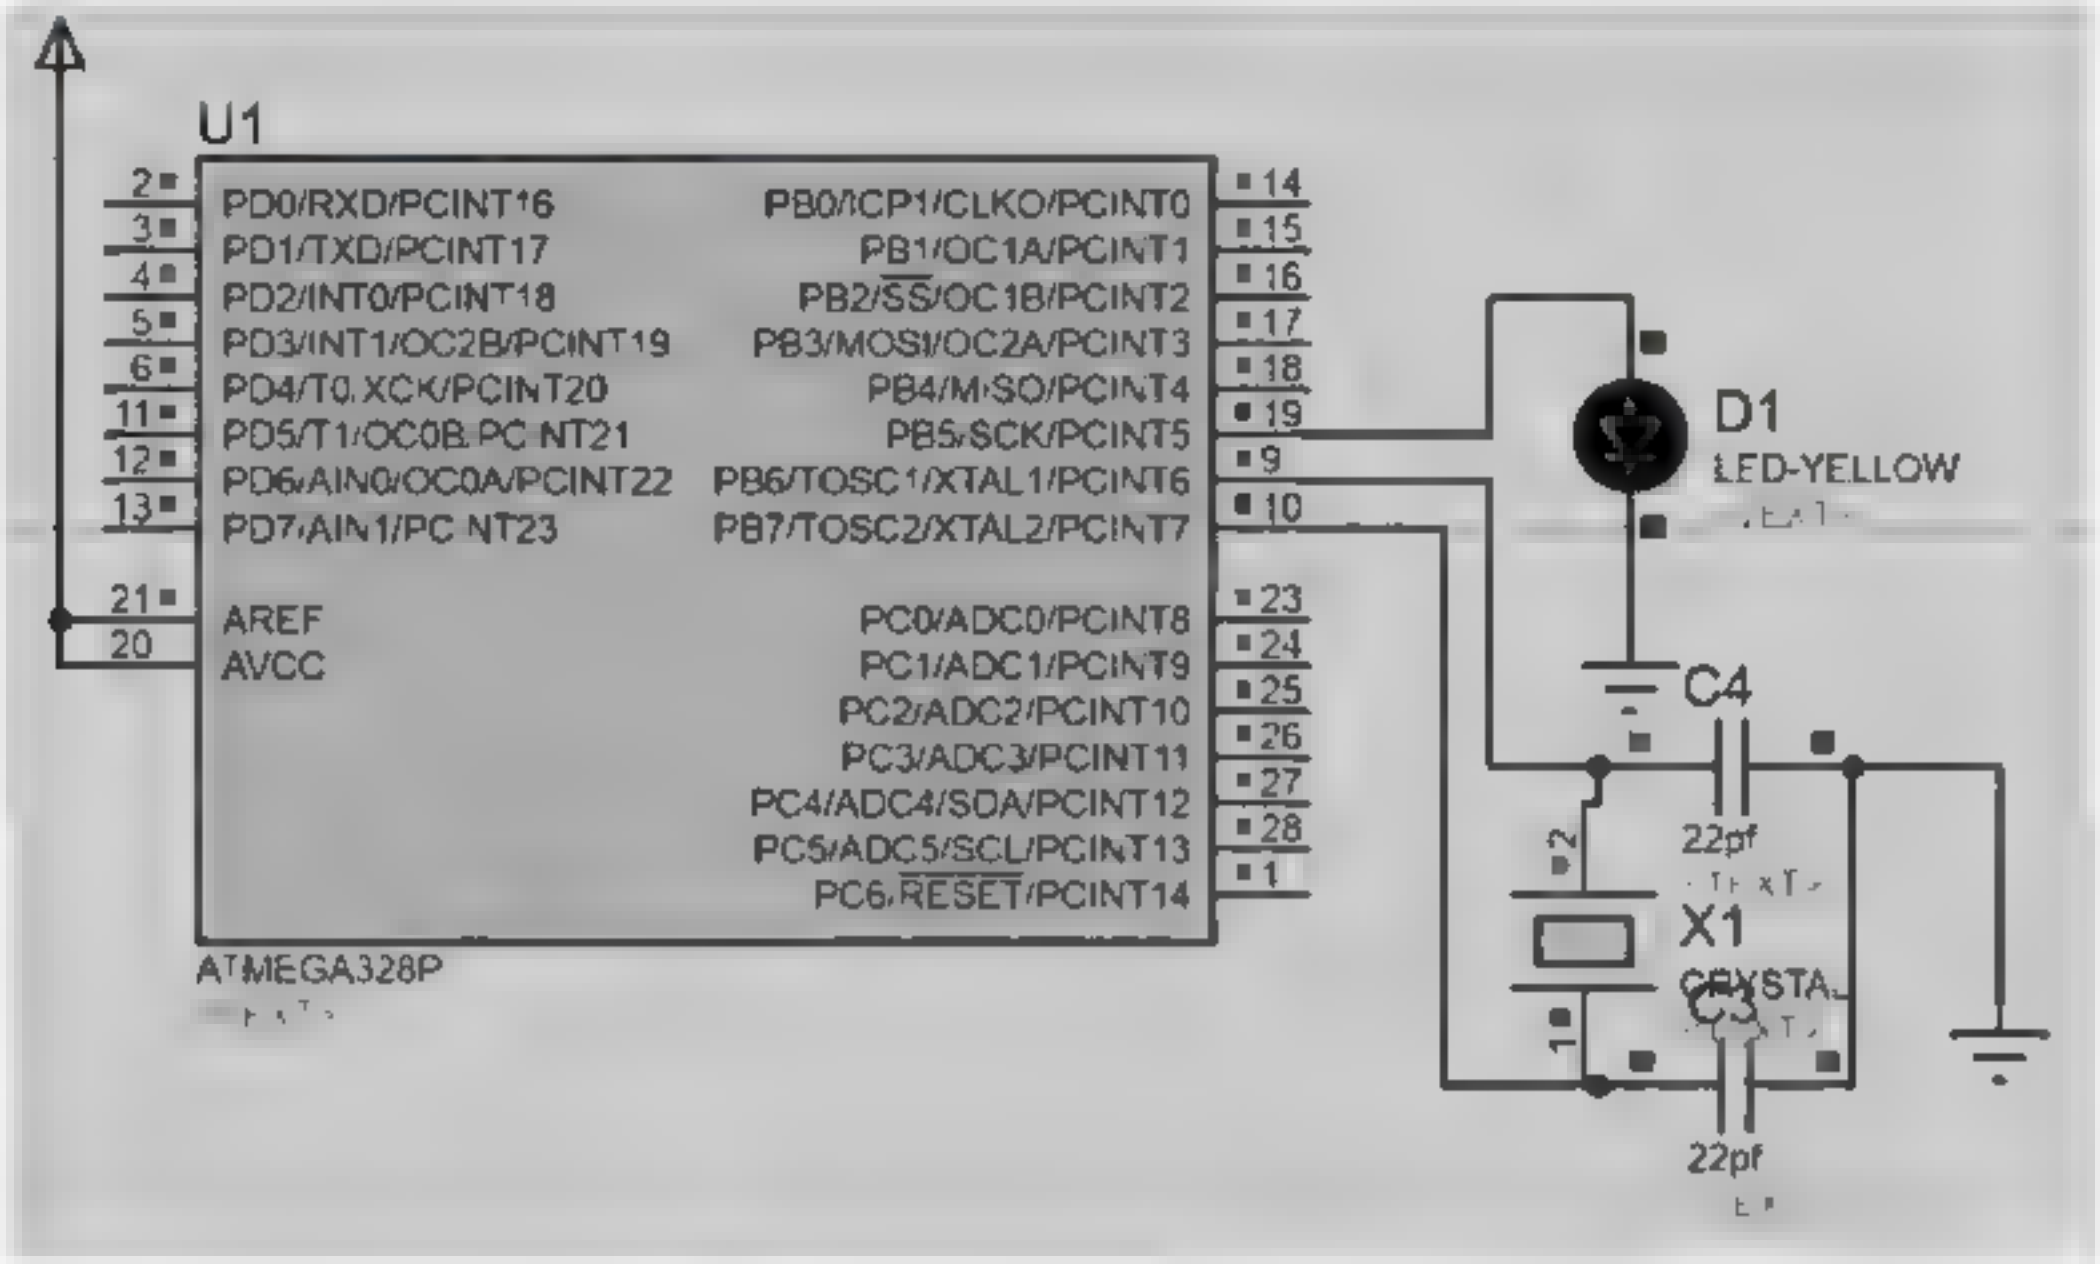 U1
2
PD0/RXD/PCINT16
3
PD1/TXD/PCINT17
4
PD2/INT0/PCINT18
5
PD3/INT1/OC2B/PCINT19
6
PD4/T0/XCK/PCINT20
11
PD5/T1/OC0B/PCINT21
12
PD6/AIN0/OC0A/PCINT22
13
PD7/AIN1/PCINT23
21
AREF
20
AVCC
14
PB0/ICP1/CLKO/PCINT0
15
PB1/OC1A/PCINT1
16
PB2/SS/OC1B/PCINT2
17
PB3/MOSI/OC2A/PCINT3
18
PB4/MISO/PCINT4
19
PB5/SCK/PCINT5
9
PB6/TOSC1/XTAL1/PCINT6
10
PB7/TOSC2/XTAL2/PCINT7
23
PC0/ADC0/PCINT8
24
PC1/ADC1/PCINT9
25
PC2/ADC2/PCINT10
26
PC3/ADC3/PCINT11
27
PC4/ADC4/SDA/PCINT12
28
PC5/ADC5/SCL/PCINT13
1
PC6/RESET/PCINT14
ATMEGA328P
D1
LED-YELLOW
C4
22pf
2
X1
CRYSTAL
1
C3
22pf